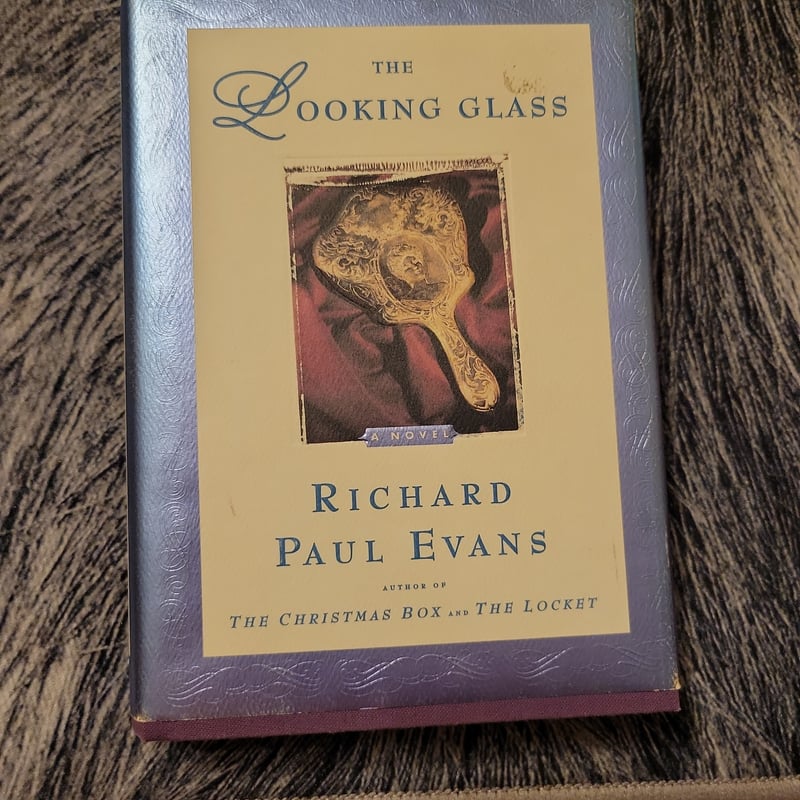 THE
LOOKING GLASS
A NOVEL
RICHARD
PAUL EVANS
AUTHOR OF
THE CHRISTMAS BOX AND THE LOCKET